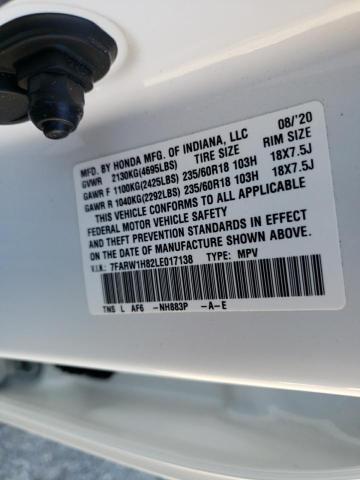 MFD. BY HONDA MFG. OF INDIANA, LLC 08/'20
GVWR 2130KG(4695LBS) TIRE SIZE RIM SIZE
GAWR F 1100KG(2425LBS) 235/60R18 103H 18X7.5J
GAWR R 1040KG(2292LBS) 235/60R18 103H 18X7.5J
THIS VEHICLE CONFORMS TO ALL APPLICABLE
FEDERAL MOTOR VEHICLE SAFETY
AND THEFT PREVENTION STANDARDS IN EFFECT
ON THE DATE OF MANUFACTURE SHOWN ABOVE.
V.I.N.: 7FARW1H82LE017138 TYPE: MPV
TNS L AF6 -NH883P -A-E